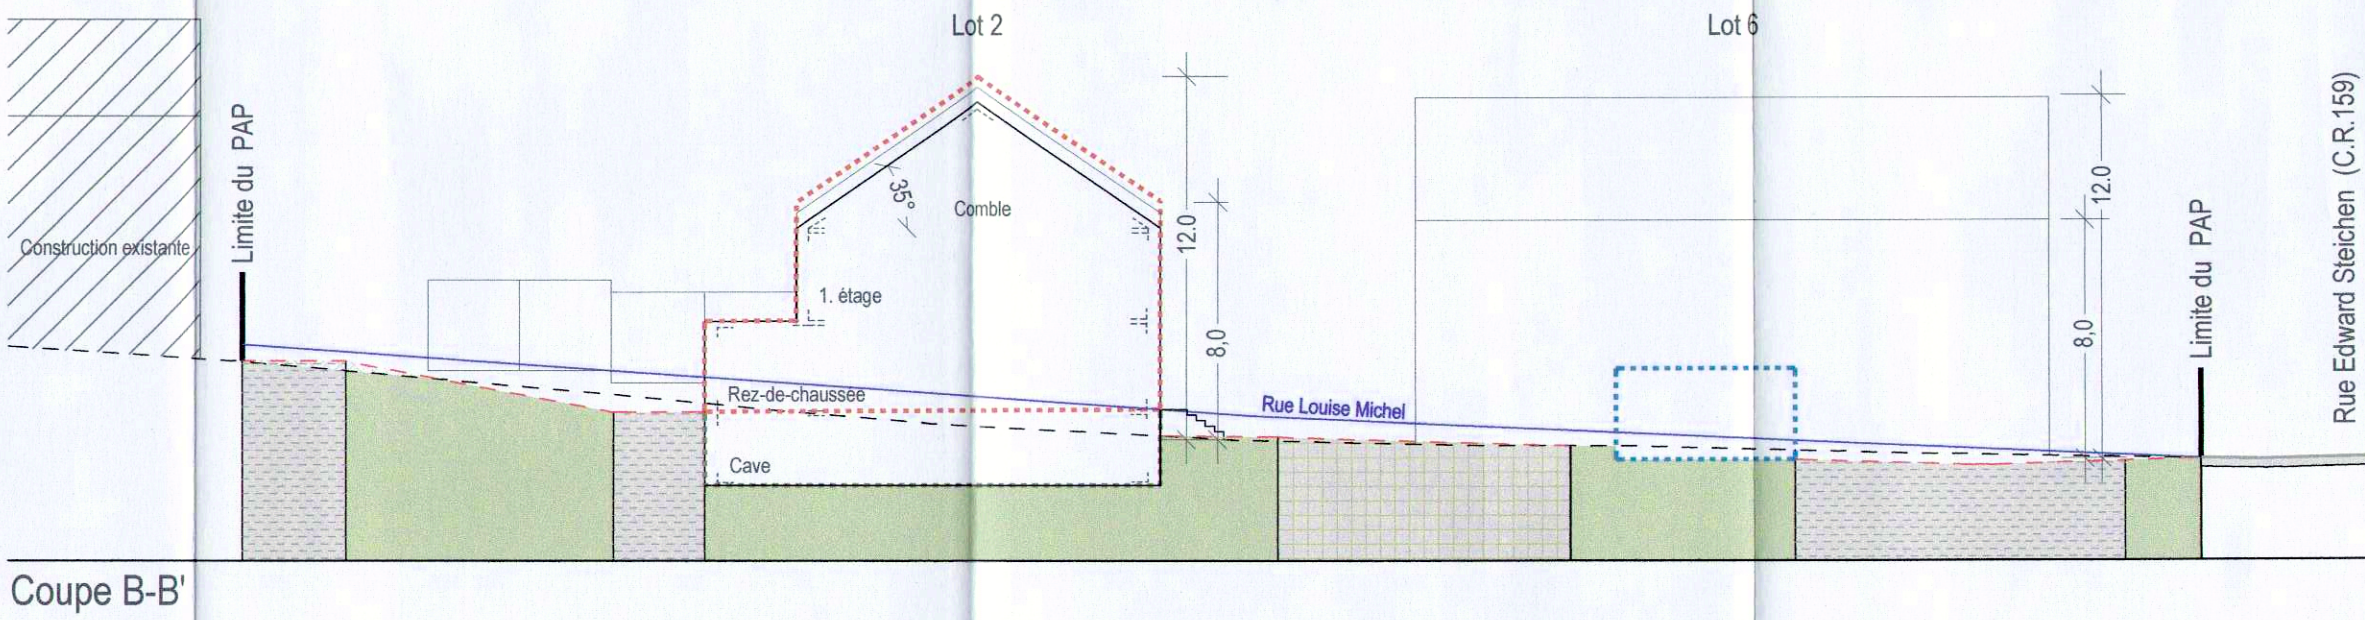 Lot 2
Lot 6
Limite du PAP
Construction existante
35°
Comble
1. étage
Rez-de-chaussée
Cave
12.0
8,0
Rue Louise Michel
12.0
8,0
Limite du PAP
Rue Edward Steichen (C.R.159)
Coupe B-B'